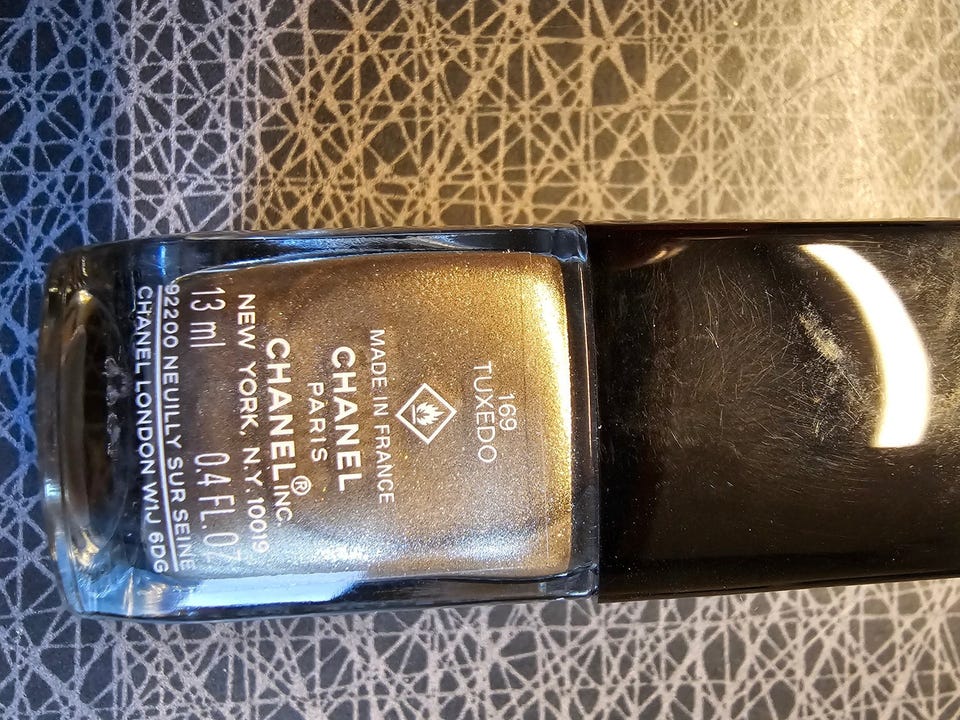 169
TUXEDO
MADE IN FRANCE
CHANEL
PARIS
CHANEL® INC.
NEW YORK, N.Y. 10019
13 ml 0.4 FL. OZ
92200 NEUILLY SUR SEINE
CHANEL LONDON W1J 6DG